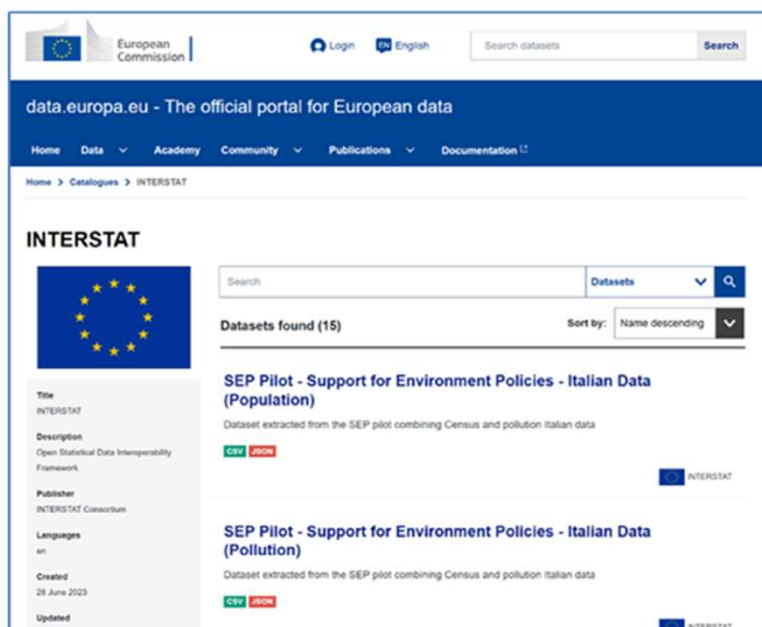 European
Commission
Login
EN English
Search datasets
Search
data.europa.eu - The official portal for European data
Home Data Academy Community Publications Documentation
Home > Catalogues > INTERSTAT
INTERSTAT
Search
Datasets
Datasets found (15)
Sort by: Name descending
SEP Pilot - Support for Environment Policies - Italian Data
(Population)
Dataset extracted from the SEP pilot combining Census and pollution Italian data
CSV JSON
INTERSTAT
SEP Pilot - Support for Environment Policies - Italian Data
(Pollution)
Dataset extracted from the SEP pilot combining Census and pollution Italian data
CSV JSON
INTERSTAT
Title
INTERSTAT
Description
Open Statistical Data Interoperability
Framework
Publisher
INTERSTAT Consortium
Languages
en
Created
28 June 2023
Updated